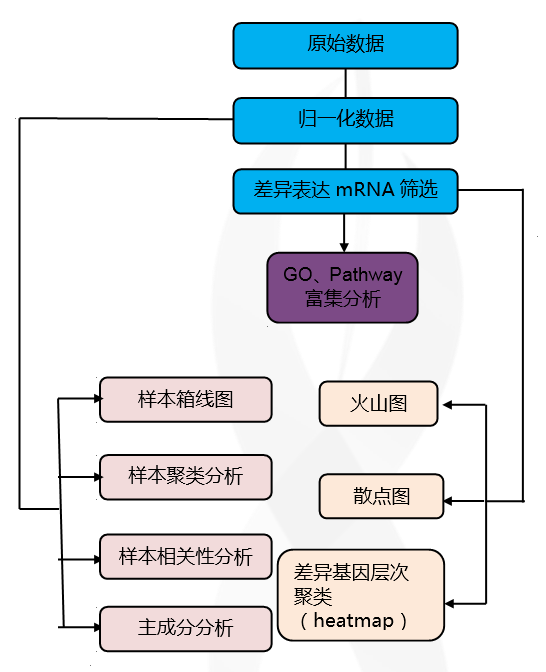 原始数据
归一化数据
差异表达 mRNA 筛选
GO、Pathway
富集分析
样本箱线图
样本聚类分析
样本相关性分析
主成分分析
火山图
散点图
差异基因层次
聚类
（heatmap）